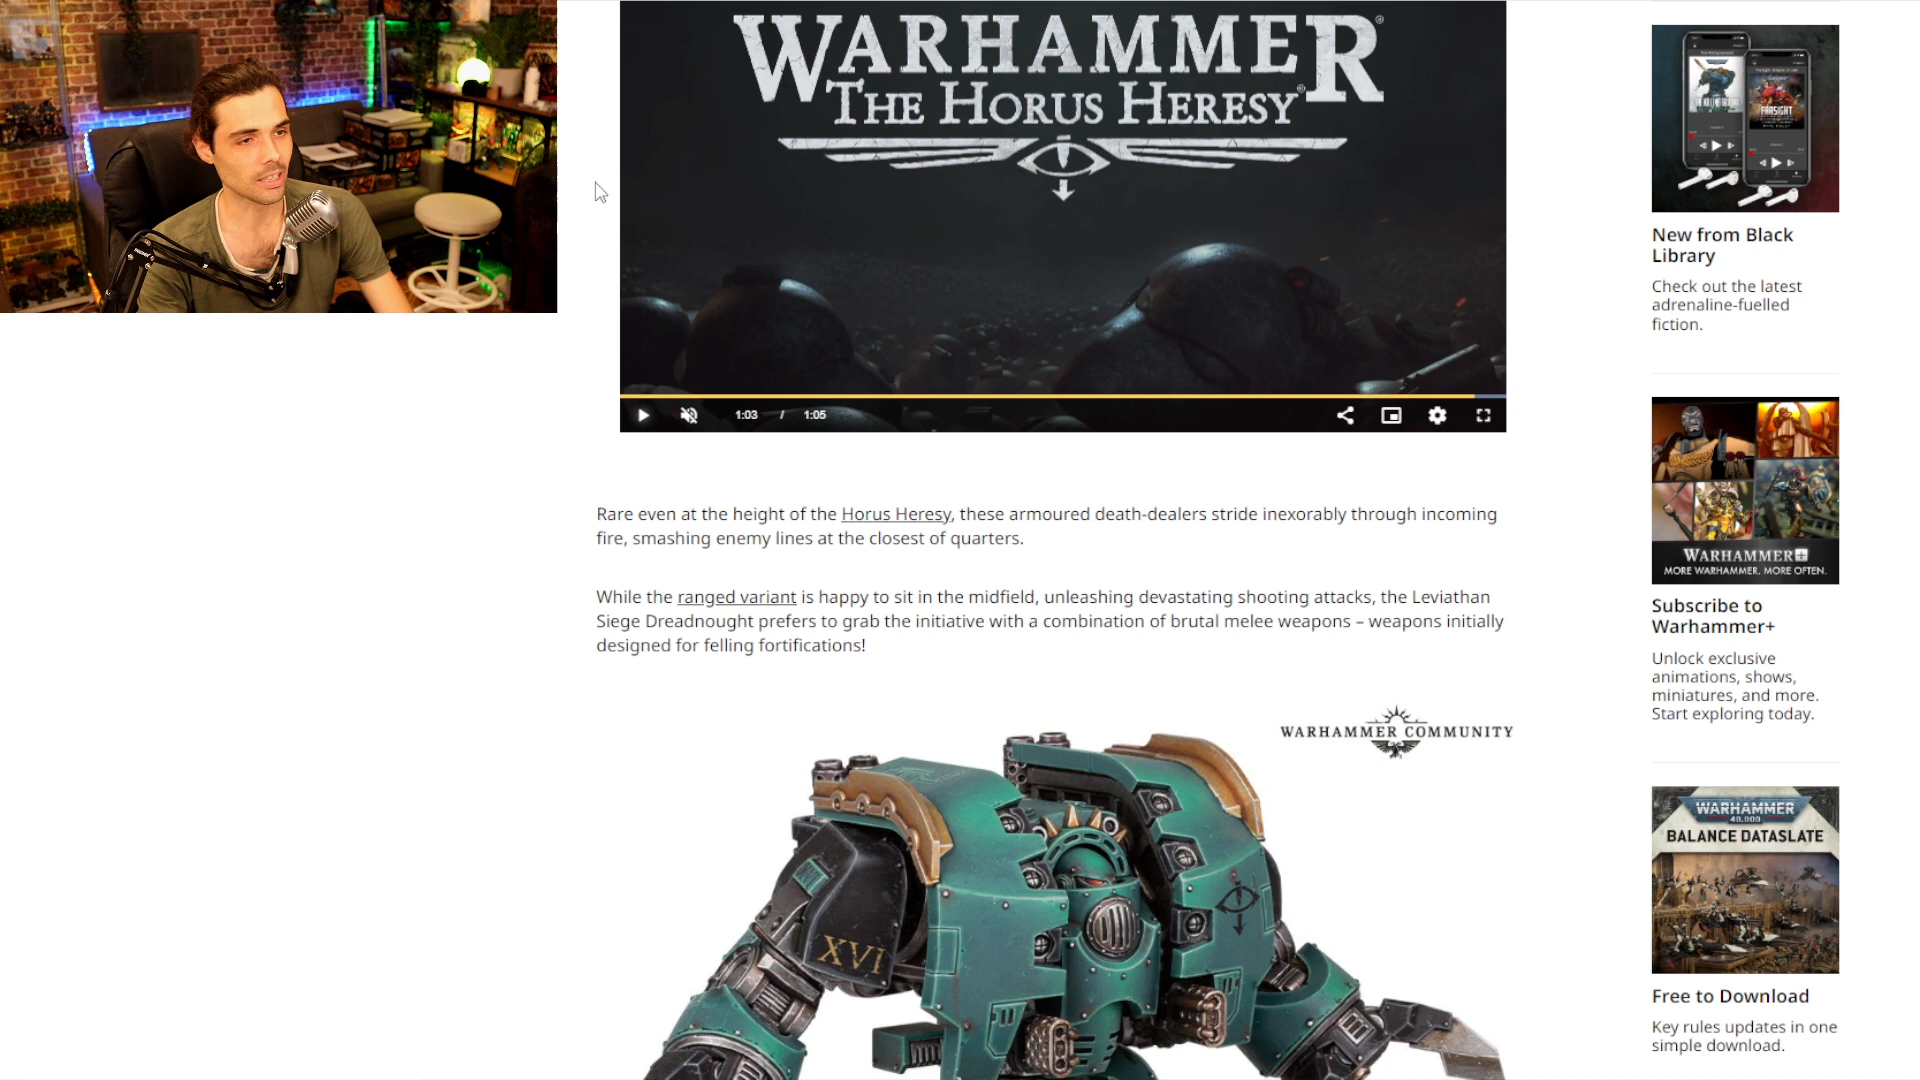 WARHAMMER
THE HORUS HERESY
1:03 / 1:05
Rare even at the height of the Horus Heresy, these armoured death-dealers stride inexorably through incoming
fire, smashing enemy lines at the closest of quarters.
While the ranged variant is happy to sit in the midfield, unleashing devastating shooting attacks, the Leviathan
Siege Dreadnought prefers to grab the initiative with a combination of brutal melee weapons – weapons initially
designed for felling fortifications!
WARHAMMER COMMUNITY
XVI
FARSIGHT
New from Black
Library
Check out the latest
adrenaline-fuelled
fiction.
WARHAMMER+
MORE WARHAMMER. MORE OFTEN.
Subscribe to
Warhammer+
Unlock exclusive
animations, shows,
miniatures, and more.
Start exploring today.
WARHAMMER
40,000
BALANCE DATASLATE
Free to Download
Key rules updates in one
simple download.